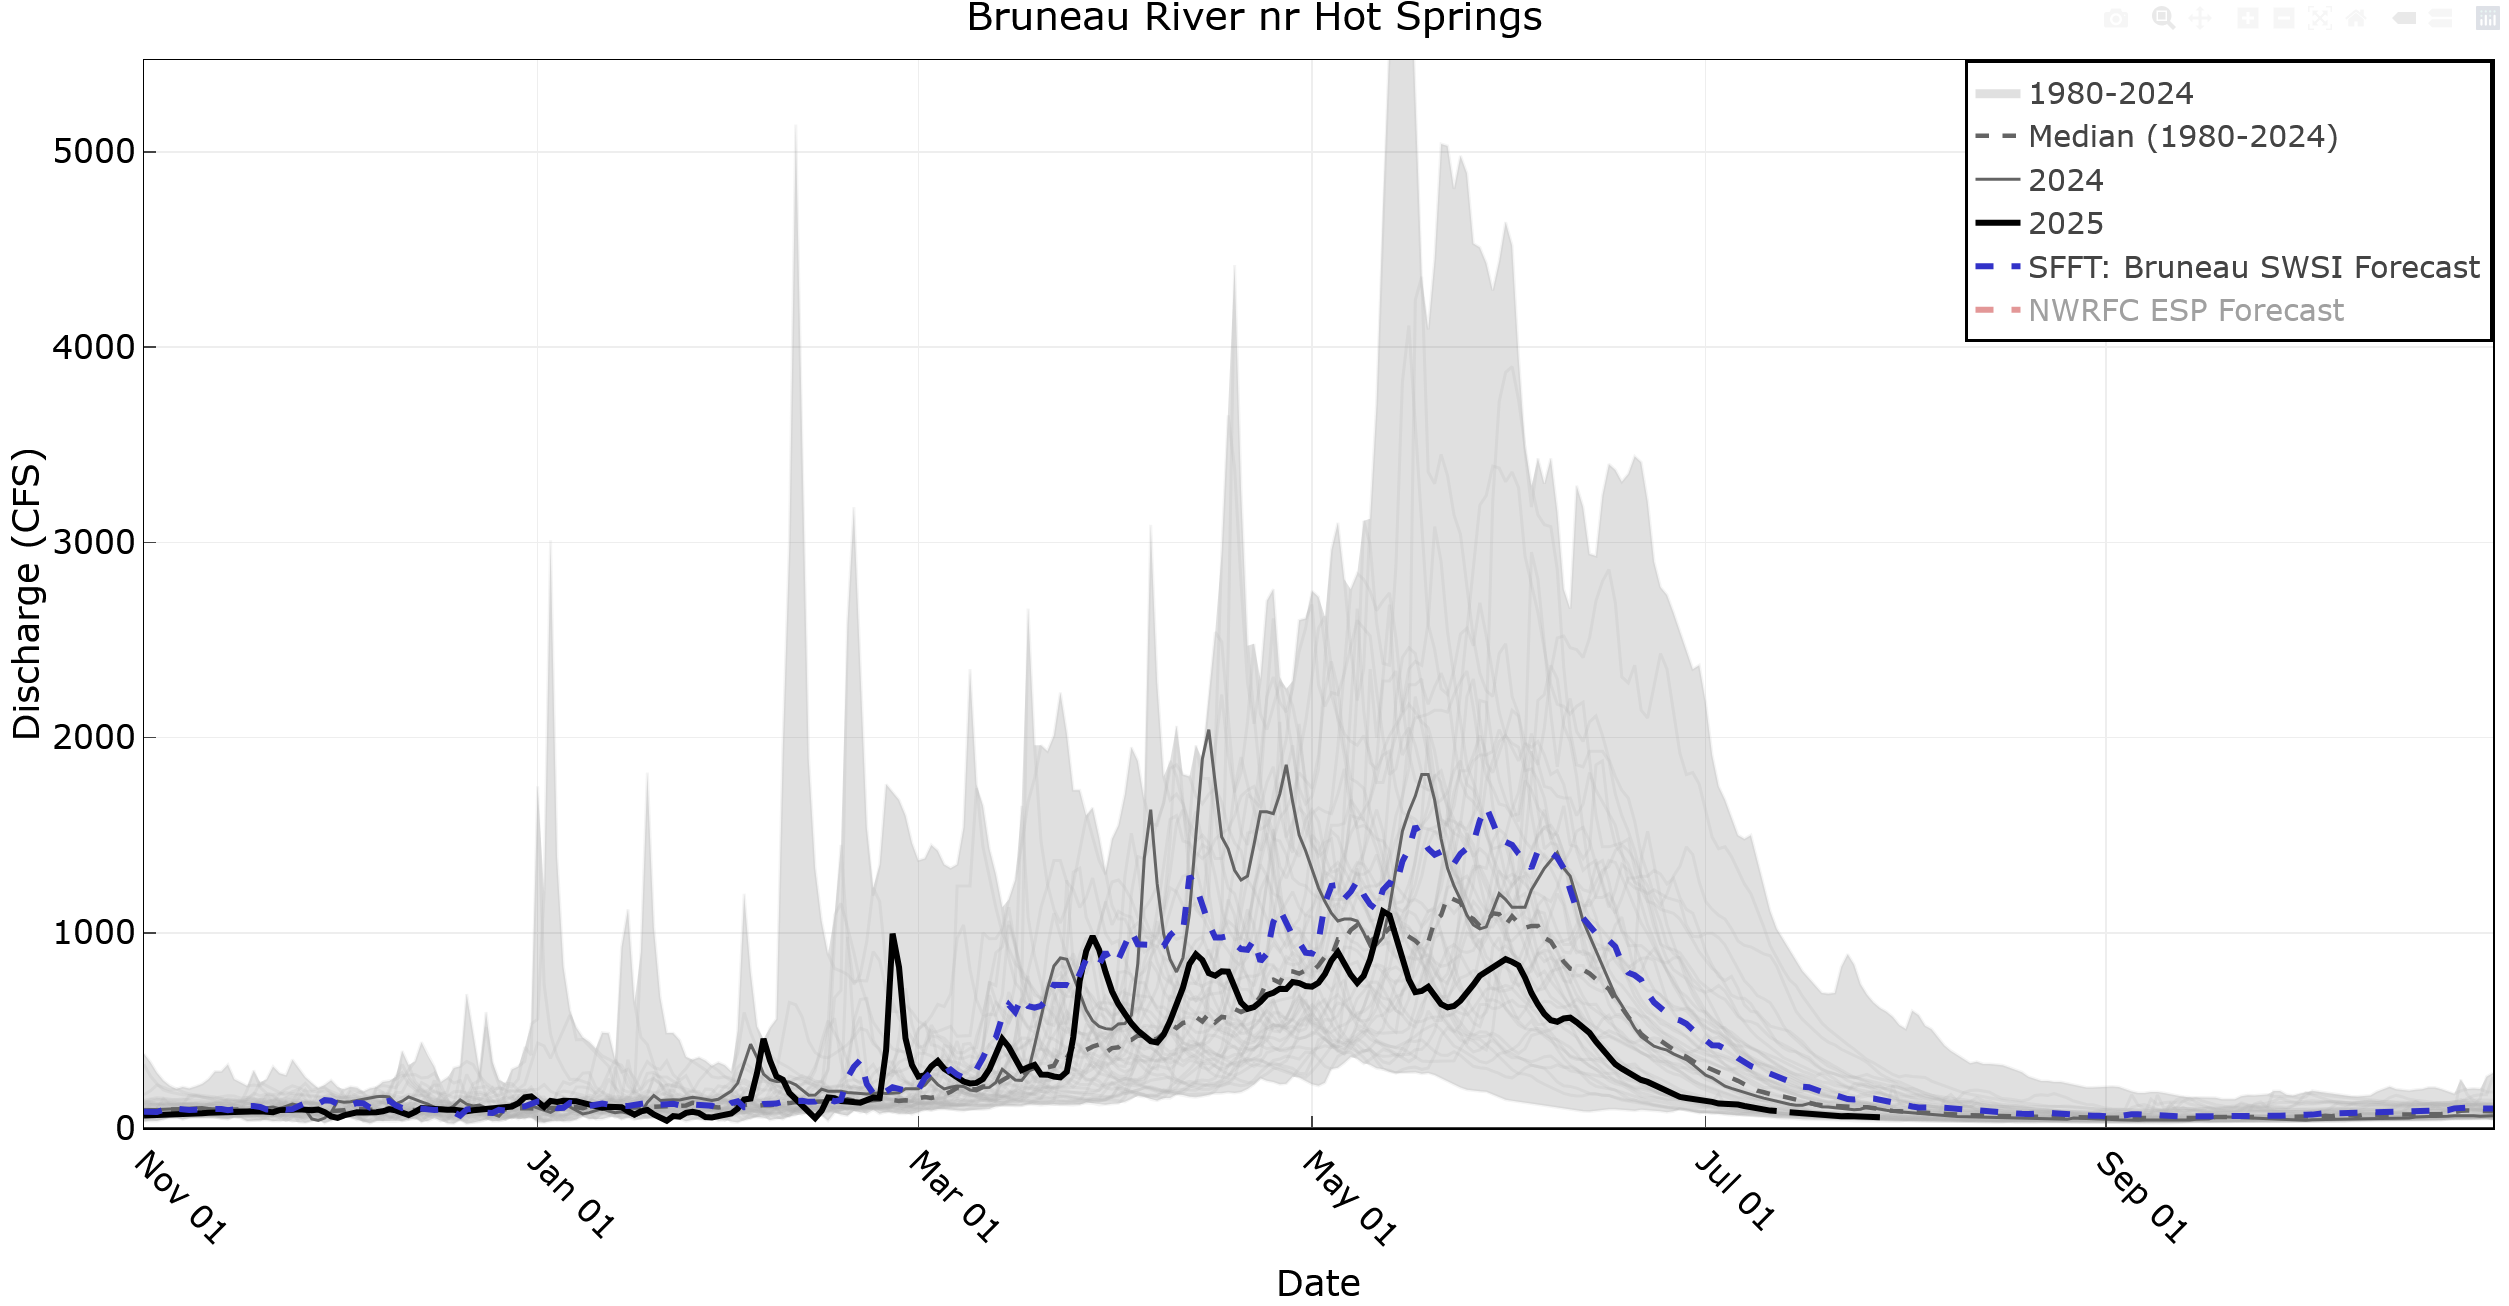 Bruneau River nr Hot Springs
1980-2024
Median (1980-2024)
2024
2025
SFFT: Bruneau SWSI Forecast
NWRFC ESP Forecast
5000
4000
3000
2000
1000
0
Discharge (CFS)
Nov 01
Jan 01
Mar 01
May 01
Jul 01
Sep 01
Date